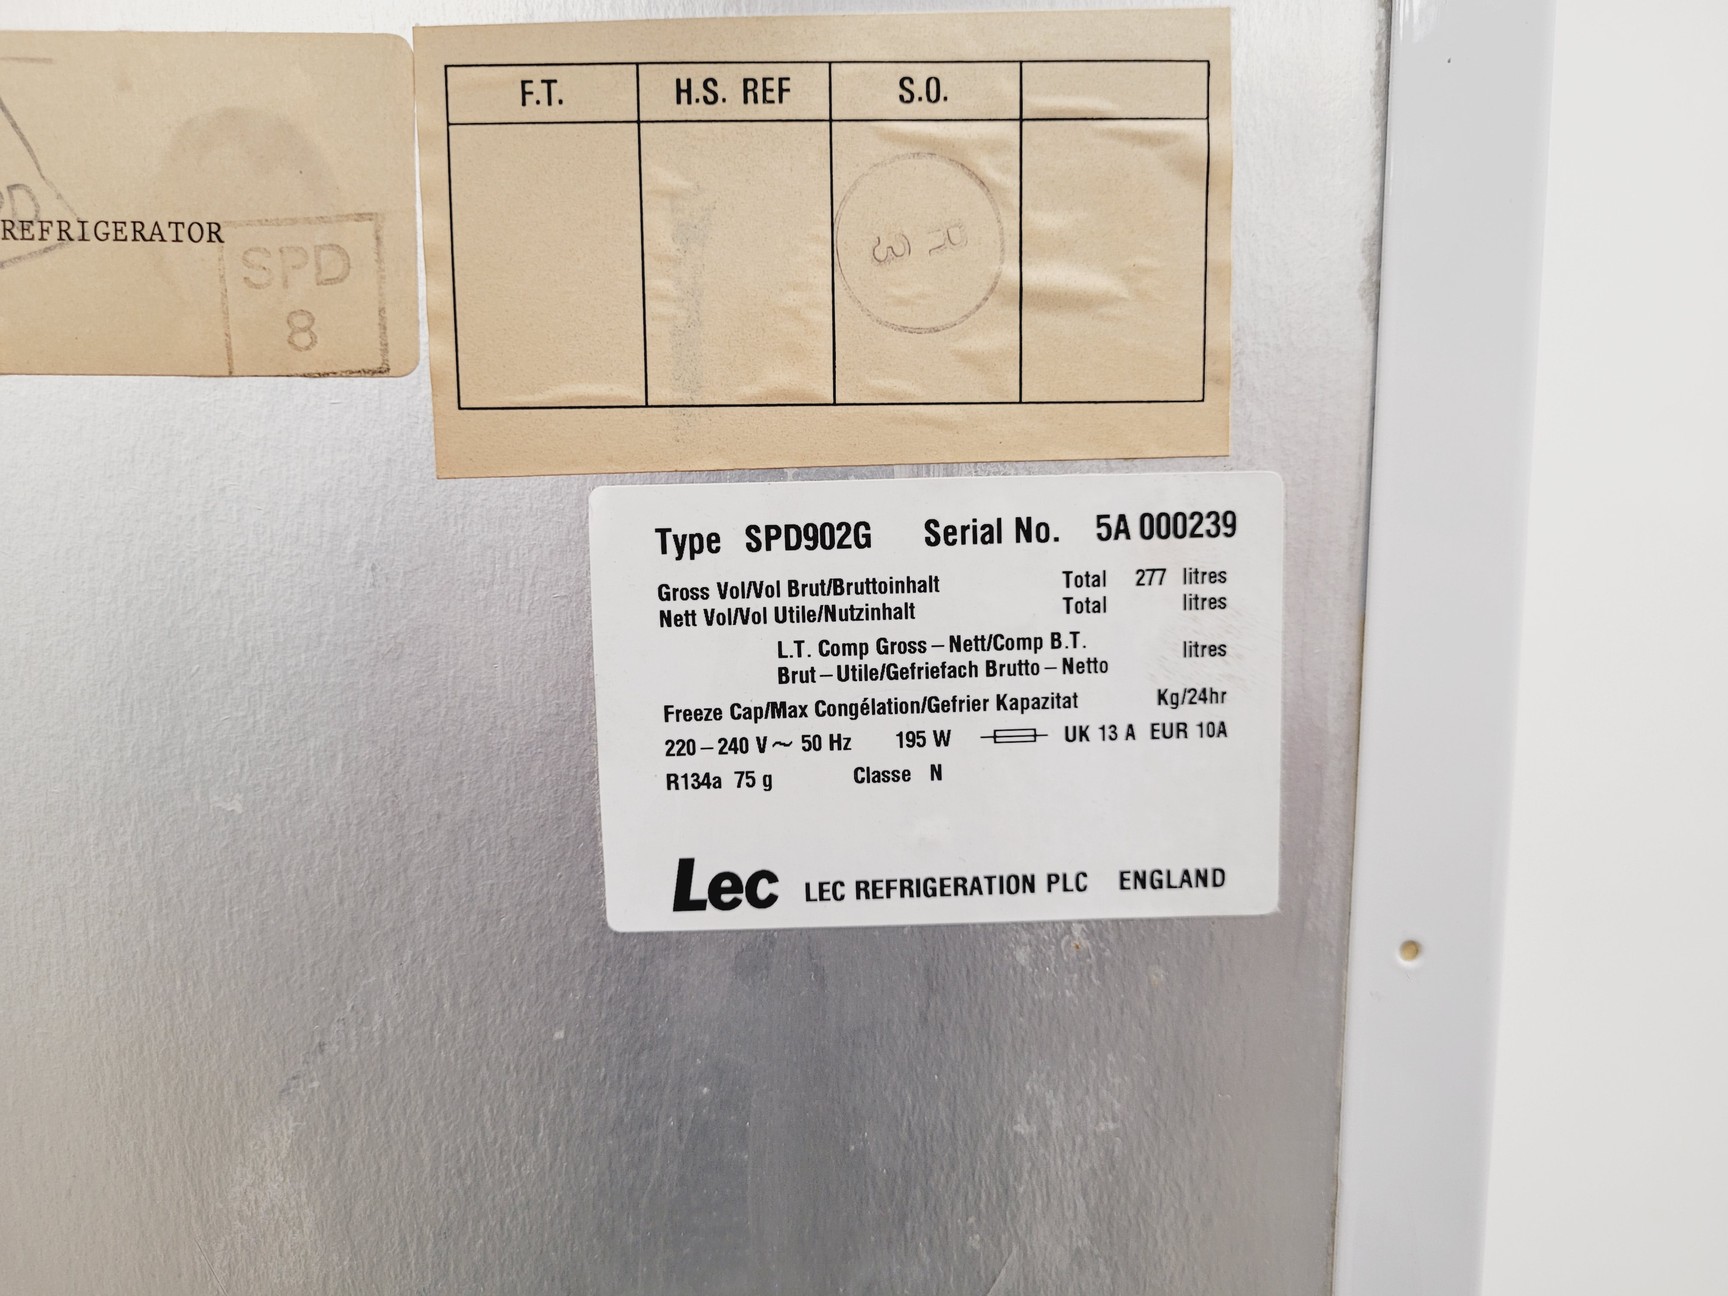 REFRIGERATOR
SPD
8
F.T. H.S. REF S.O.
Type SPD902G Serial No. 5A 000239
Gross Vol/Vol Brut/Bruttoinhalt Total 277 litres
Nett Vol/Vol Utile/Nutzinhalt Total litres
L.T. Comp Gross – Nett/Comp B.T.
Brut – Utile/Gefriefach Brutto – Netto litres
Freeze Cap/Max Congélation/Gefrier Kapazitat Kg/24hr
220 – 240 V ~ 50 Hz 195 W UK 13 A EUR 10A
R134a 75 g Classe N
Lec LEC REFRIGERATION PLC ENGLAND